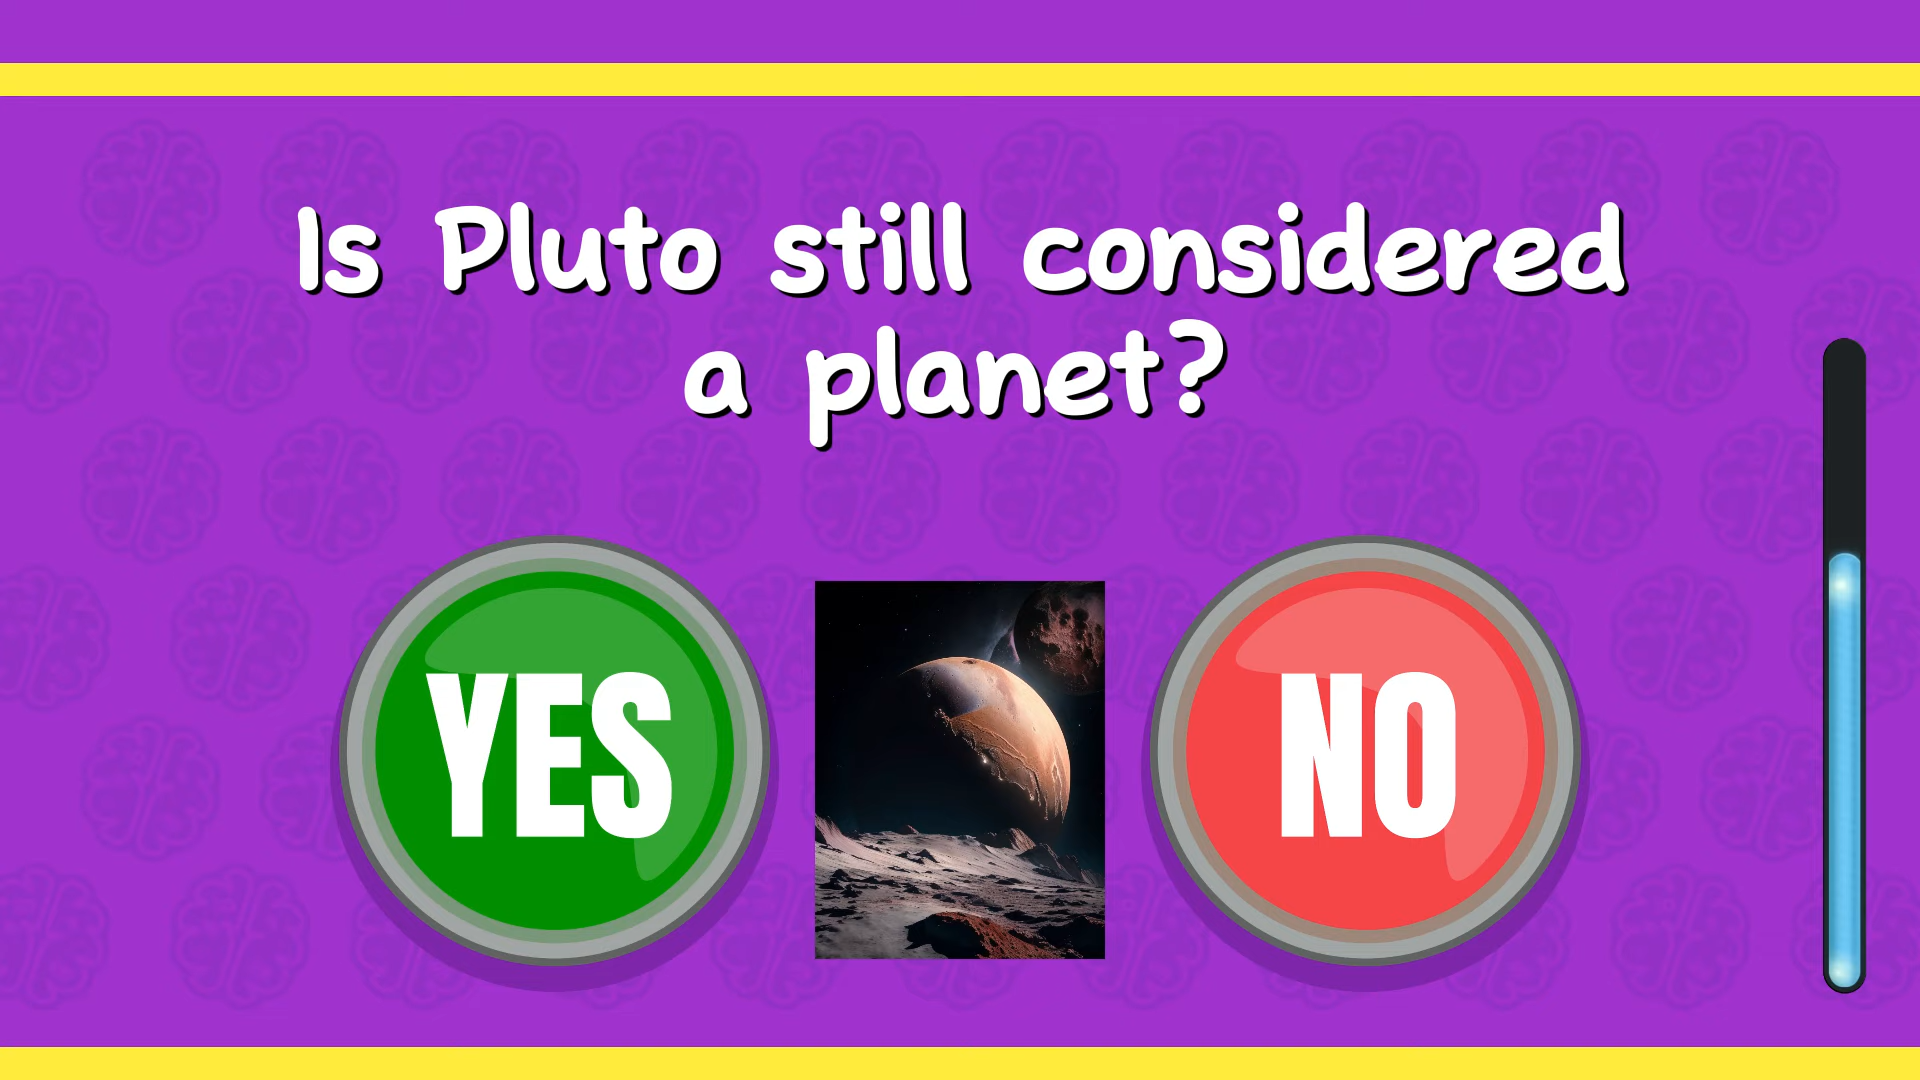 Is Pluto still considered
a planet?
YES
NO